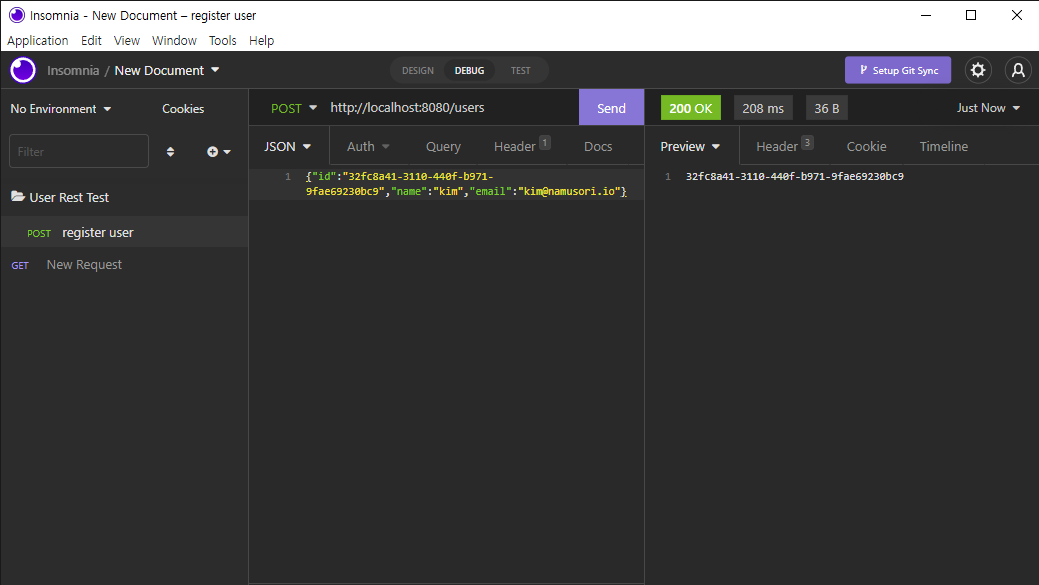 Insomnia - New Document – register user
Application Edit View Window Tools Help
Insomnia / New Document
DESIGN DEBUG TEST
Setup Git Sync
No Environment Cookies
Filter
User Rest Test
POST register user
GET New Request
POST http://localhost:8080/users Send
JSON Auth Query Header 1 Docs
1 {"id":"32fc8a41-3110-440f-b971-
9fae69230bc9","name":"kim","email":"kim@namusori.io"}
200 OK 208 ms 36 B Just Now
Preview Header 3 Cookie Timeline
1 32fc8a41-3110-440f-b971-9fae69230bc9